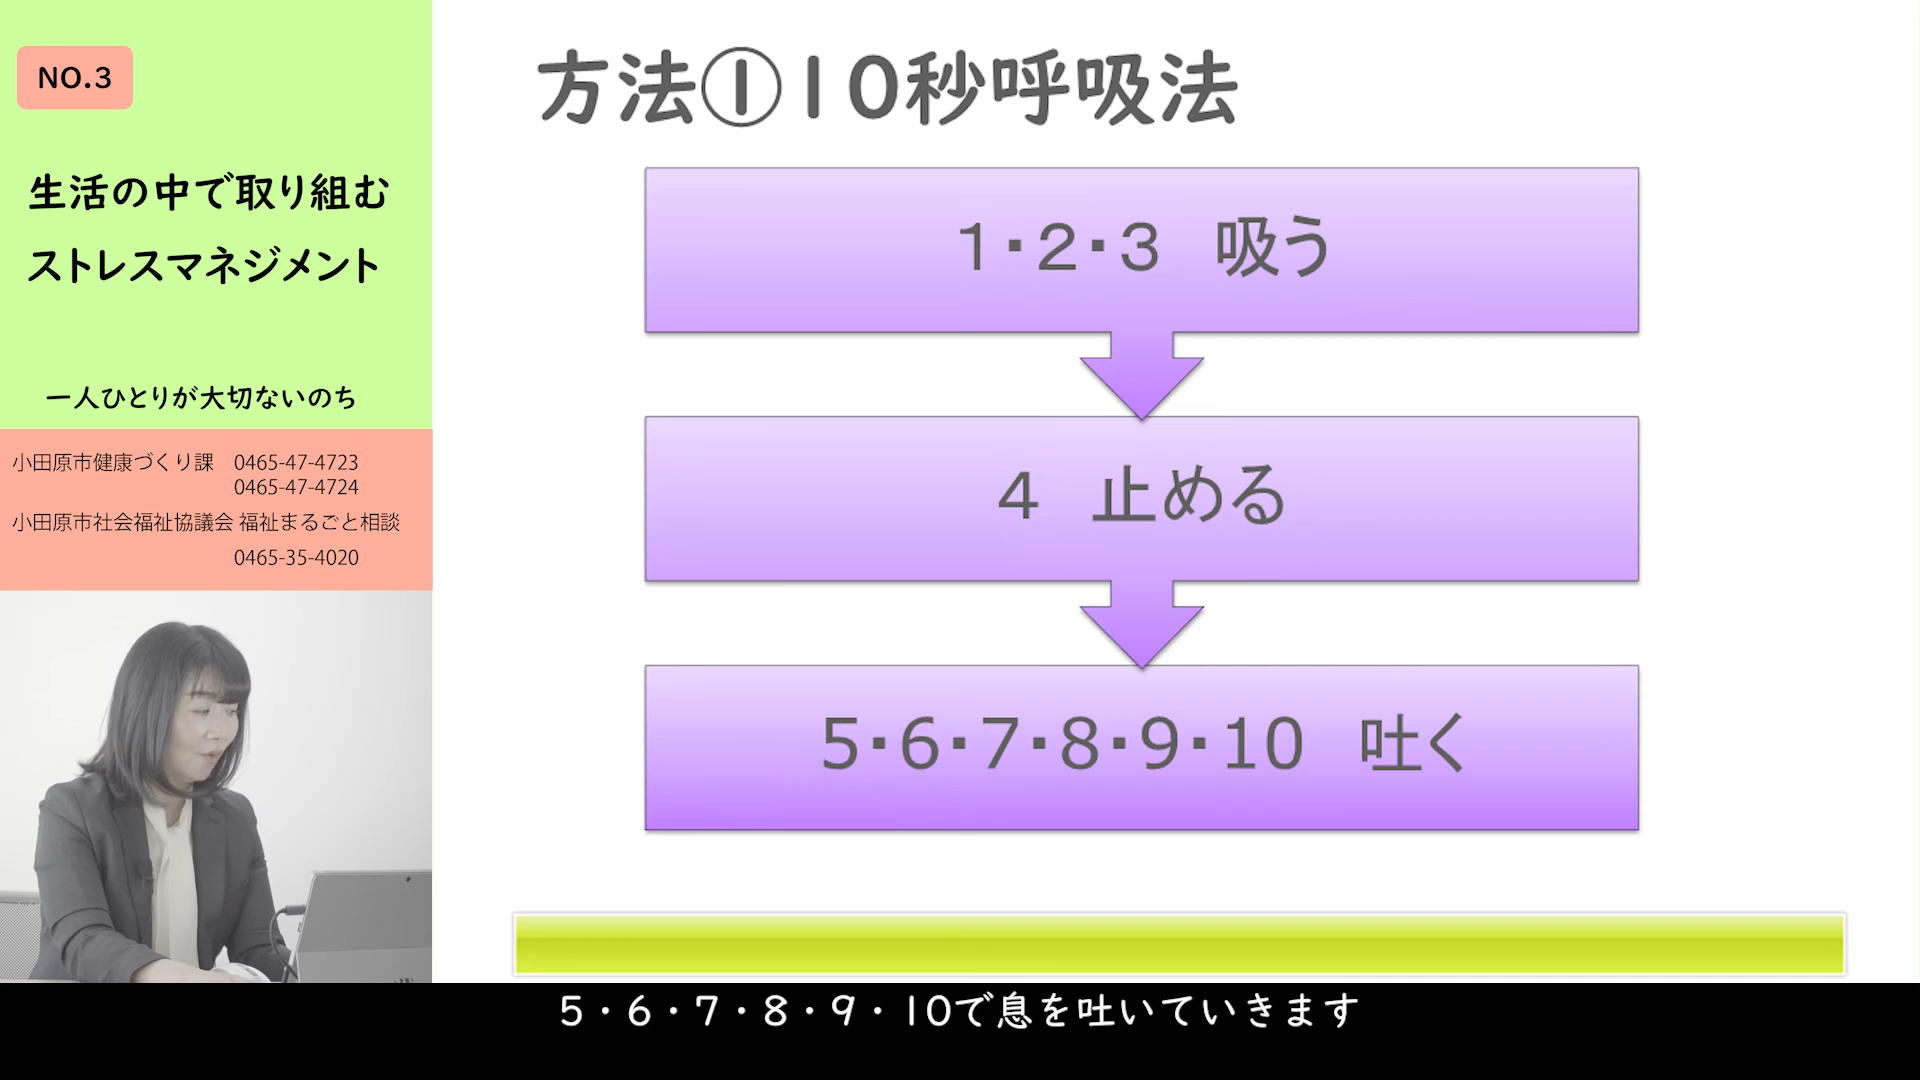 NO.3
生活の中で取り組む
ストレスマネジメント
一人ひとりが大切ないのち
小田原市健康づくり課　0465-47-4723
0465-47-4724
小田原市社会福祉協議会 福祉まるごと相談
0465-35-4020
方法①10秒呼吸法
1・2・3　吸う
4　止める
5・6・7・8・9・10　吐く
5・6・7・8・9・10で息を吐いていきます